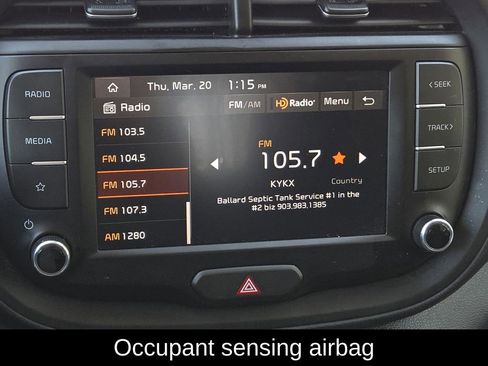 Thu, Mar. 20 1:15 PM
RADIO
< SEEK
Radio FM/AM HD Radio Menu
FM 103.5
MEDIA
FM 104.5
FM
TRACK >
105.7
FM 105.7
KYKX Country
SETUP
Ballard Septic Tank Service #1 in the
#2 biz 903.983.1385
FM 107.3
AM 1280
Occupant sensing airbag